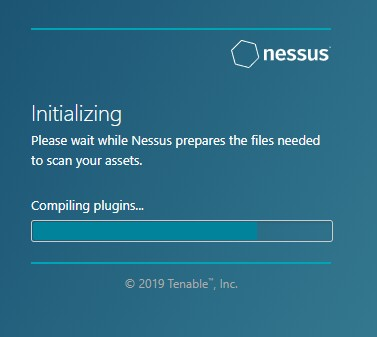 nessus
Initializing
Please wait while Nessus prepares the files needed
to scan your assets.
Compiling plugins...
© 2019 Tenable™, Inc.